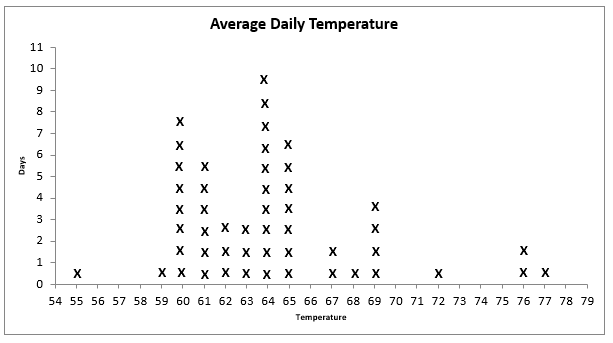 Average Daily Temperature
11
10
9
8
7
6
5
4
3
2
1
0
Days
X
X X
X X X
X X X X
X X X X
X X X X X
X X X X X X X
X X X X X X X X X
X X X X X X X X X X X X X
54 55 56 57 58 59 60 61 62 63 64 65 66 67 68 69 70 71 72 73 74 75 76 77 78 79
Temperature